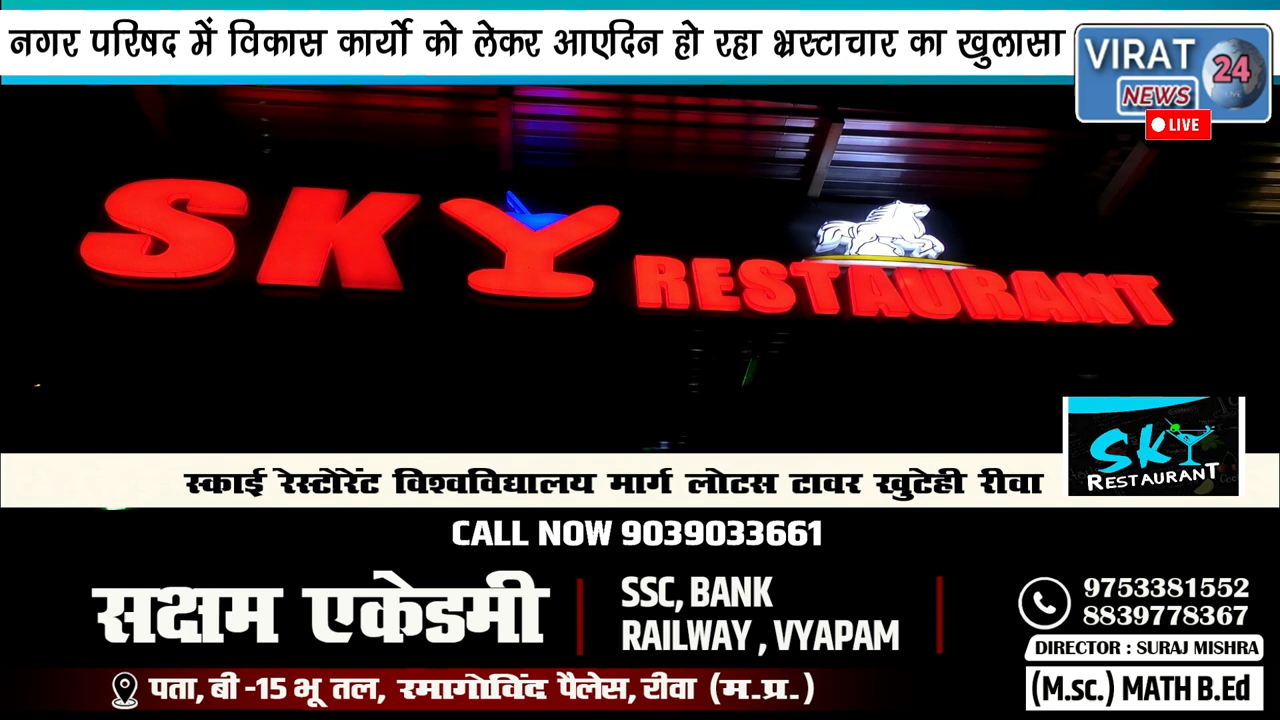 नगर परिषद में विकास कार्यो को लेकर आएदिन हो रहा भ्रस्टाचार का खुलासा
VIRAT
24
NEWS
LIVE
SKY RESTAURANT
SKY
RESTAURANT
स्काई रेस्टोरेंट विश्वविद्यालय मार्ग लोटस टावर खुटेही रीवा
CALL NOW 9039033661
सक्षम एकेडमी
SSC, BANK
RAILWAY , VYAPAM
9753381552
8839778367
DIRECTOR : SURAJ MISHRA
(M.sc.) MATH B.Ed
पता, बी -15 भू तल, रमागोविंद पैलेस, रीवा (म.प्र.)